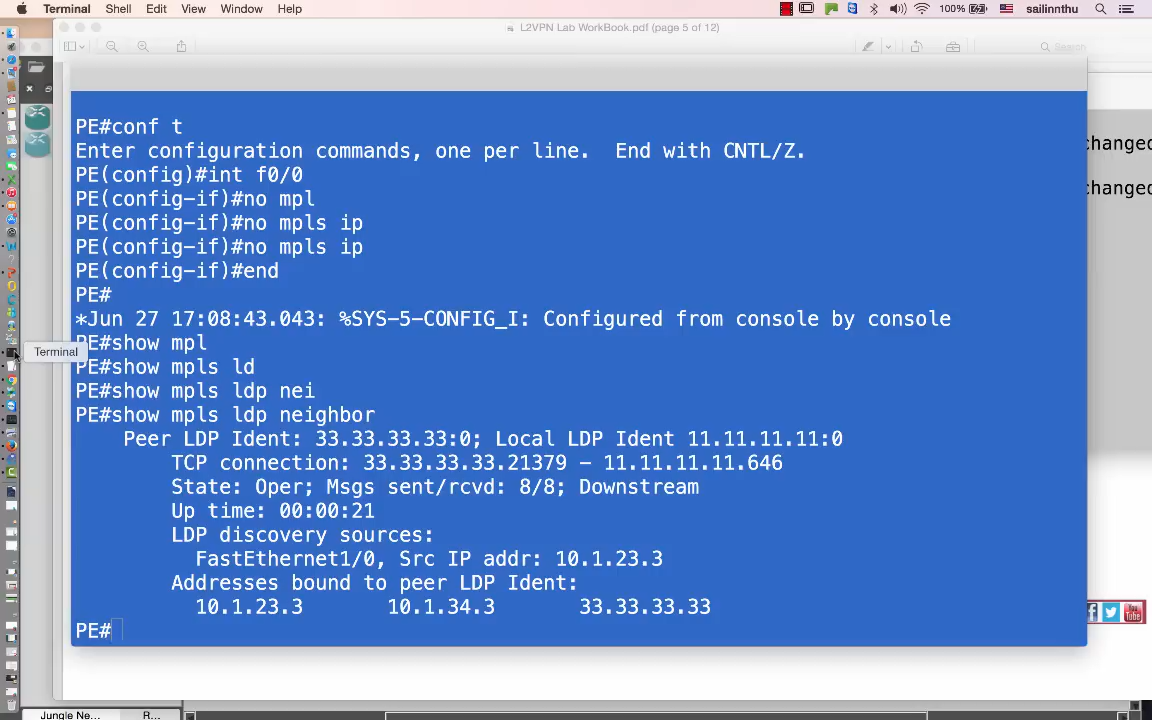 Terminal Shell Edit View Window Help 100% sailinnthu
L2VPN Lab WorkBook.pdf (page 5 of 12)
Search
PE#conf t
Enter configuration commands, one per line.  End with CNTL/Z.
PE(config)#int f0/0
PE(config-if)#no mpl
PE(config-if)#no mpls ip
PE(config-if)#no mpls ip
PE(config-if)#end
PE#
*Jun 27 17:08:43.043: %SYS-5-CONFIG_I: Configured from console by console
PE#show mpl
PE#show mpls ld
PE#show mpls ldp nei
PE#show mpls ldp neighbor
Peer LDP Ident: 33.33.33.33:0; Local LDP Ident 11.11.11.11:0
TCP connection: 33.33.33.33.21379 - 11.11.11.11.646
State: Oper; Msgs sent/rcvd: 8/8; Downstream
Up time: 00:00:21
LDP discovery sources:
FastEthernet1/0, Src IP addr: 10.1.23.3
Addresses bound to peer LDP Ident:
10.1.23.3 10.1.34.3 33.33.33.33
PE#
Terminal
changed
changed
You Tube
Jungle Ne... R...